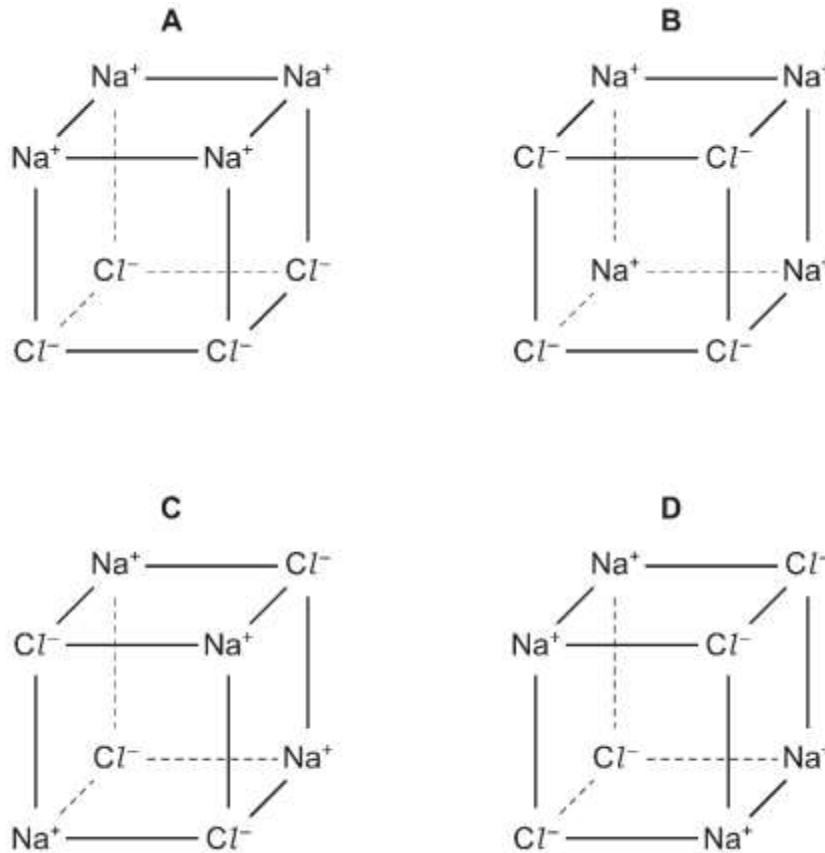 A B
Na⁺ Na⁺ Na⁺ Na⁺
Na⁺ Na⁺ Cl⁻ Cl⁻
Cl⁻ Cl⁻ Na⁺ Na⁺
Cl⁻ Cl⁻ Cl⁻ Cl⁻
C D
Na⁺ Cl⁻ Na⁺ Cl⁻
Cl⁻ Na⁺ Na⁺ Cl⁻
Cl⁻ Na⁺ Cl⁻ Na⁺
Na⁺ Cl⁻ Cl⁻ Na⁺